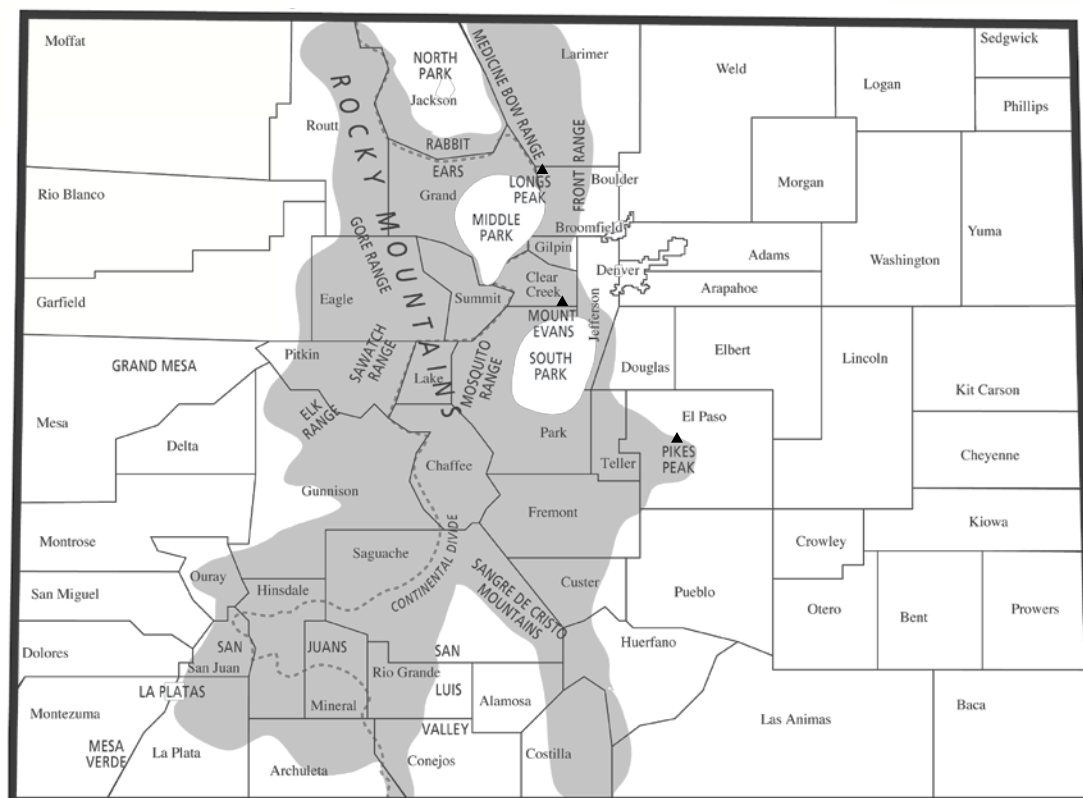 Moffat
Sedgwick
NORTH
PARK
Jackson
MEDICINE BOW RANGE
Larimer
Weld
Logan
Phillips
ROCKY MOUNTAINS
Routt
RABBIT
EARS
Grand
LONGS
PEAK
FRONT RANGE
Boulder
Morgan
Rio Blanco
MIDDLE
PARK
Broomfield
Yuma
GORE RANGE
Gilpin
Adams
Washington
Denver
Garfield
Eagle
Summit
Clear
Creek
Arapahoe
MOUNT
EVANS
Jefferson
GRAND MESA
Pitkin
SAWATCH
RANGE
Lake
MOSQUITO
RANGE
SOUTH
PARK
Douglas
Elbert
Lincoln
Kit Carson
Mesa
ELK
RANGE
El Paso
Delta
Park
PIKES
PEAK
Teller
Cheyenne
Chaffee
Gunnison
Fremont
Kiowa
Montrose
Crowley
Saguache
CONTINENTAL DIVIDE
Ouray
Hinsdale
SANGRE DE CRISTO
MOUNTAINS
Custer
Pueblo
San Miguel
Otero
Bent
Prowers
Dolores
SAN
JUANS
SAN
Huerfano
San Juan
Rio Grande
LUIS
Alamosa
LA PLATAS
Mineral
Montezuma
VALLEY
Las Animas
Baca
MESA
VERDE
La Plata
Archuleta
Conejos
Costilla